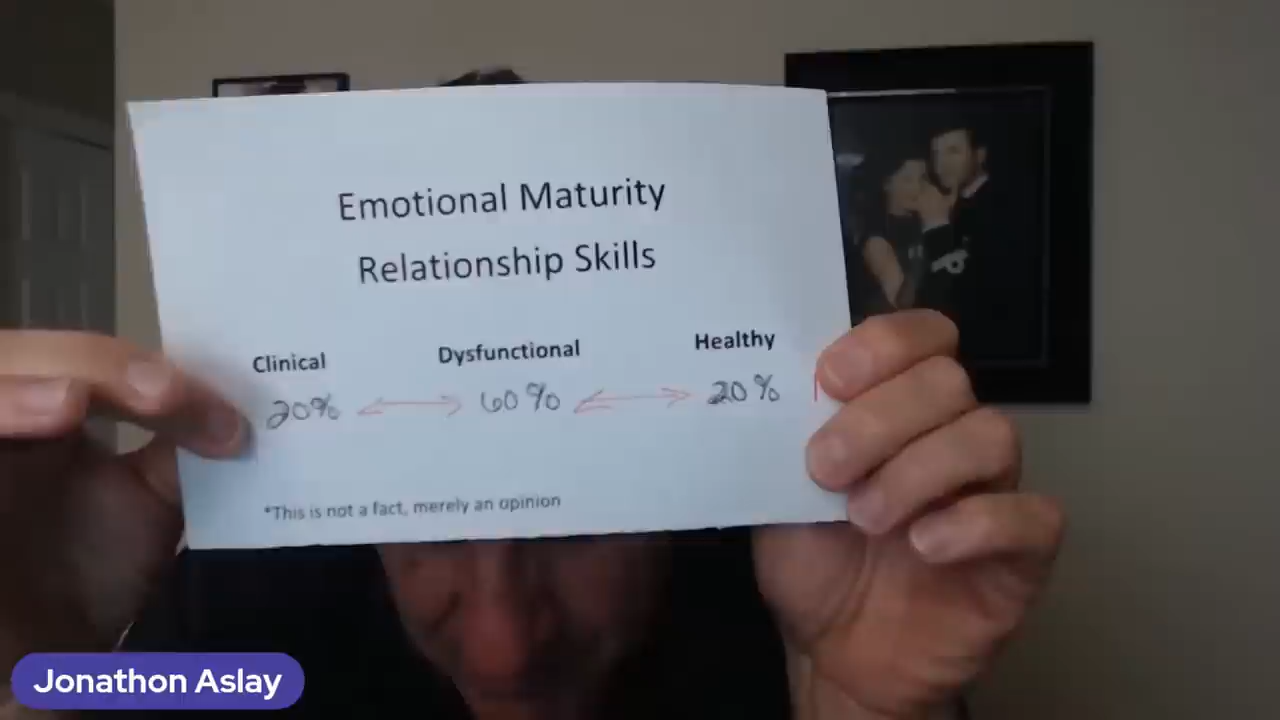 Emotional Maturity
Relationship Skills
Clinical Dysfunctional Healthy
20% 60% 20%
*This is not a fact, merely an opinion
Jonathon Aslay